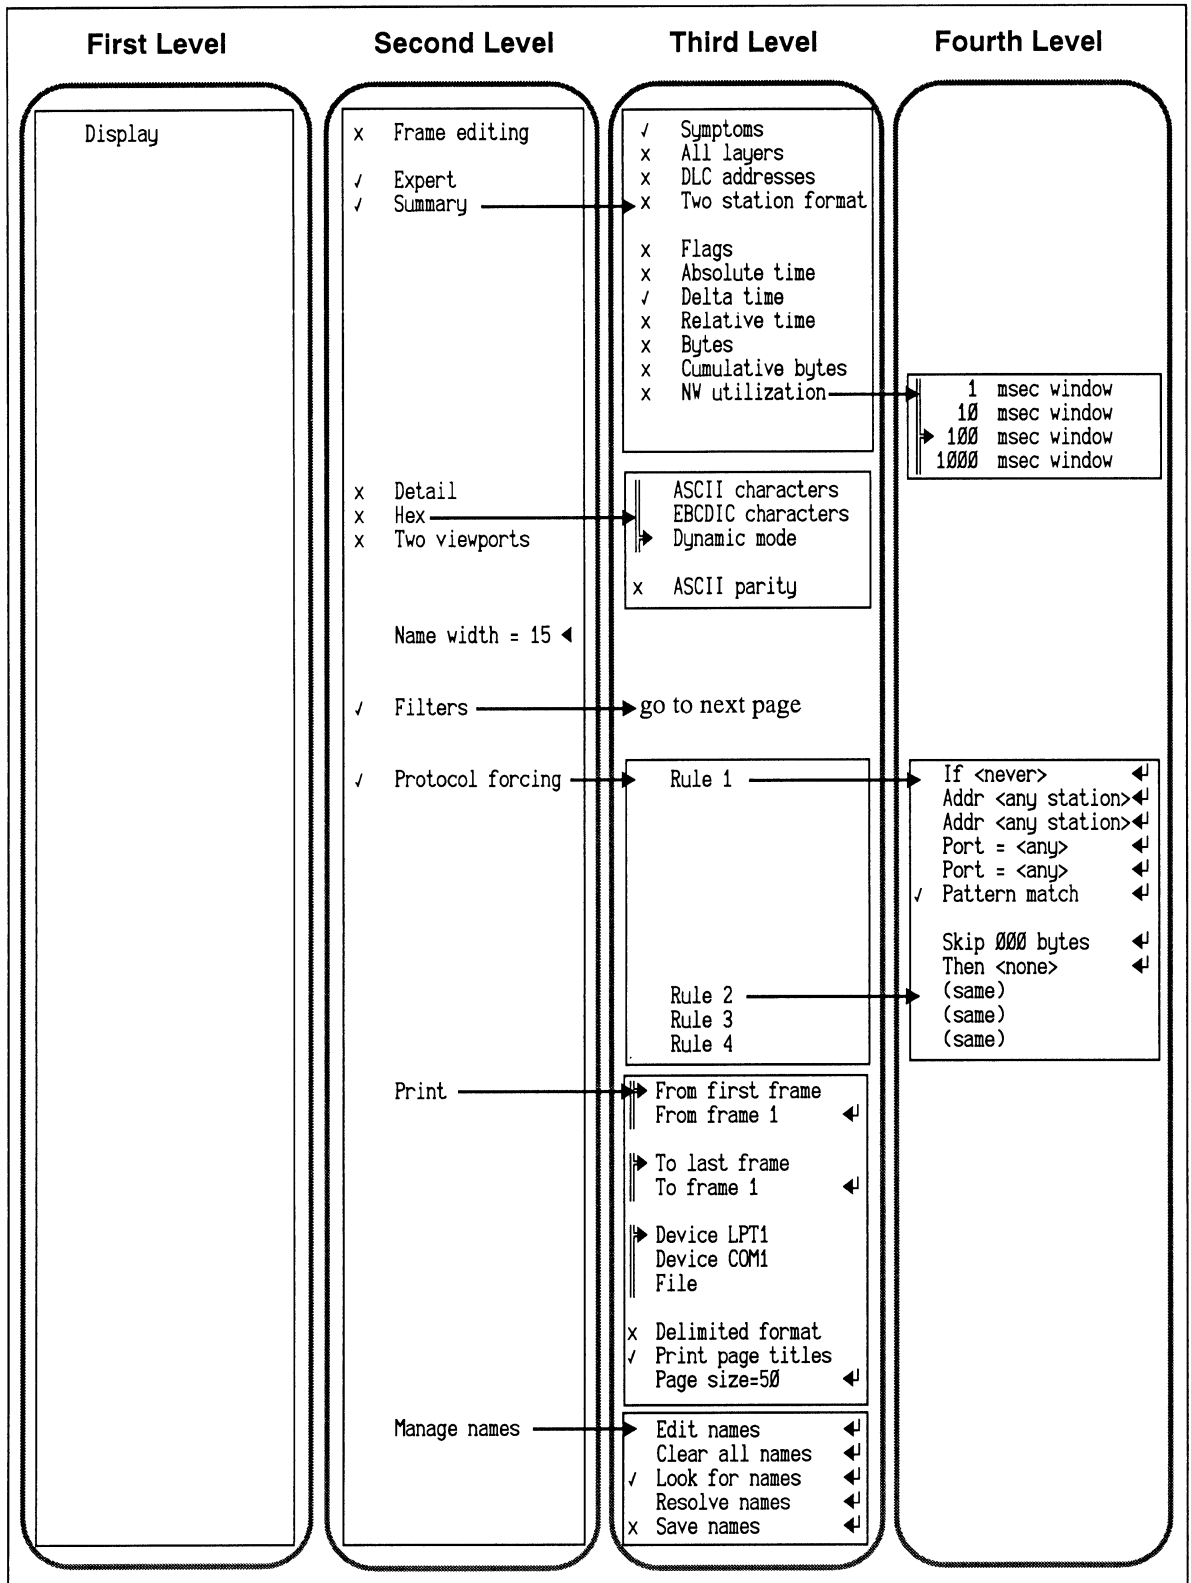 First Level
Second Level
Third Level
Fourth Level
Display
x Frame editing
√ Expert
√ Summary
√ Symptoms
x All layers
x DLC addresses
x Two station format
x Flags
x Absolute time
√ Delta time
x Relative time
x Bytes
x Cumulative bytes
x NW utilization
1 msec window
10 msec window
100 msec window
1000 msec window
x Detail
x Hex
x Two viewports
ASCII characters
EBCDIC characters
Dynamic mode
x ASCII parity
Name width = 15
√ Filters
go to next page
√ Protocol forcing
Rule 1
If <never>
Addr <any station>
Addr <any station>
Port = <any>
Port = <any>
√ Pattern match
Skip 000 bytes
Then <none>
Rule 2
(same)
Rule 3
(same)
Rule 4
(same)
Print
From first frame
From frame 1
To last frame
To frame 1
Device LPT1
Device COM1
File
x Delimited format
√ Print page titles
Page size=50
Manage names
Edit names
Clear all names
√ Look for names
Resolve names
x Save names